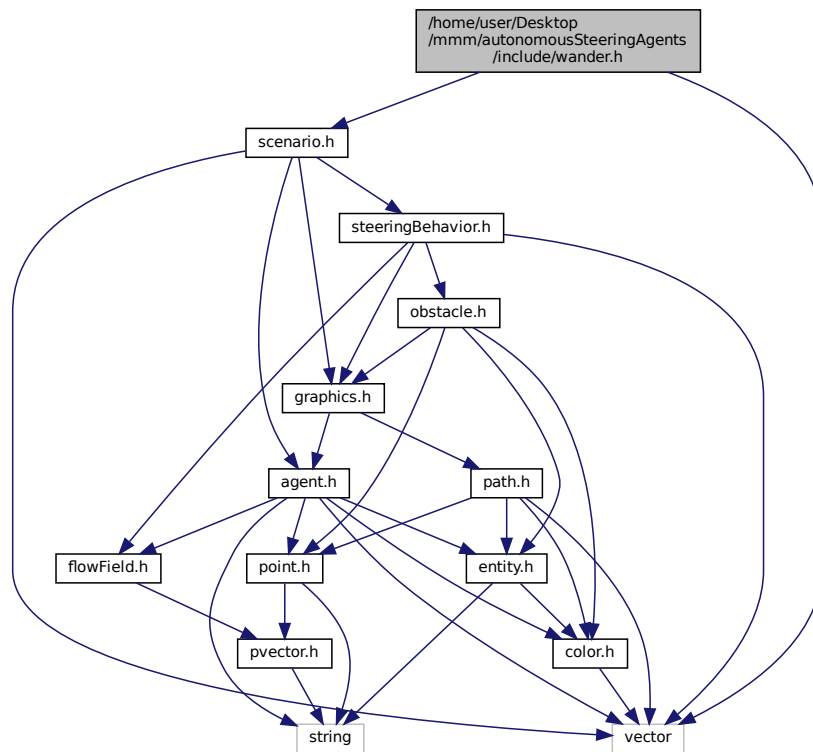 /home/user/Desktop
/mmm/autonomousSteeringAgents
/include/wander.h
scenario.h
steeringBehavior.h
obstacle.h
graphics.h
agent.h
path.h
flowField.h
point.h
entity.h
pvector.h
color.h
string
vector